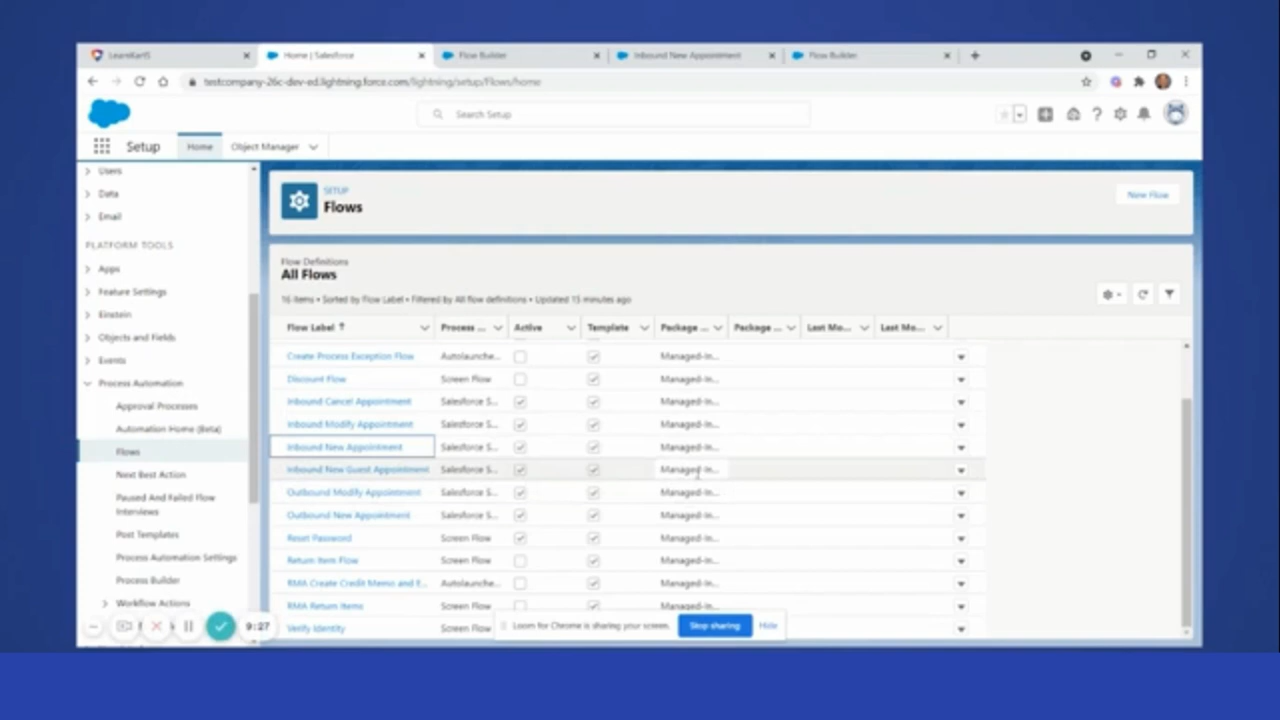 LearnKartS
Home | Salesforce
Flow Builder
Inbound New Appointment
Flow Builder
testcompany-26c-dev-ed.lightning.force.com/lightning/setup/Flows/home
Search Setup
Setup
Home
Object Manager
Users
Data
Email
PLATFORM TOOLS
Apps
Feature Settings
Einstein
Objects and Fields
Events
Process Automation
Approval Processes
Automation Home (Beta)
Flows
Next Best Action
Paused And Failed Flow
Interviews
Post Templates
Process Automation Settings
Process Builder
Workflow Actions
9:27
SETUP
Flows
New Flow
Flow Definitions
All Flows
16 items • Sorted by Flow Label • Filtered by All flow definitions • Updated 15 minutes ago
Flow Label ↑ Process ... Active Template Package ... Package ... Last Mo... Last Mo...
Create Process Exception Flow Autolaunche... Managed-In...
Discount Flow Screen Flow Managed-In...
Inbound Cancel Appointment Salesforce S... Managed-In...
Inbound Modify Appointment Salesforce S... Managed-In...
Inbound New Appointment Salesforce S... Managed-In...
Inbound New Guest Appointment Salesforce S... Managed-In...
Outbound Modify Appointment Salesforce S... Managed-In...
Outbound New Appointment Salesforce S... Managed-In...
Reset Password Screen Flow Managed-In...
Return Item Flow Screen Flow Managed-In...
RMA Create Credit Memo and E... Autolaunche... Managed-In...
RMA Return Items Screen Flow
Verify Identity Screen Flow
Loom for Chrome is sharing your screen.
Stop sharing
Hide